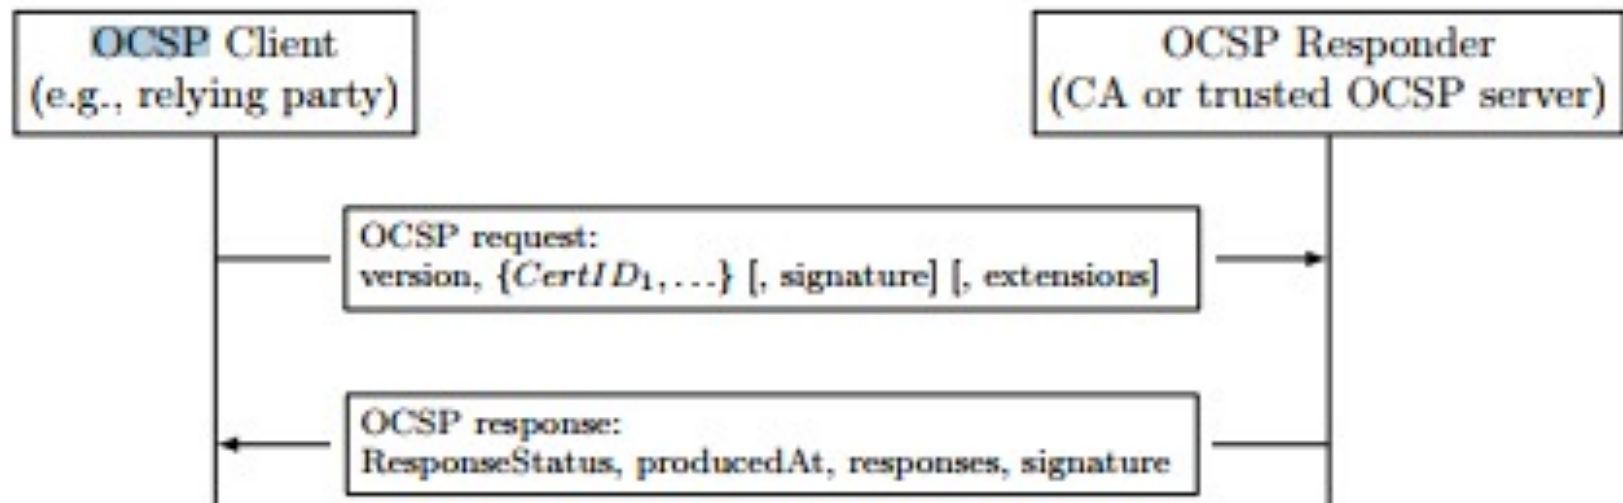 OCSP Client
(e.g., relying party)
OCSP Responder
(CA or trusted OCSP server)
OCSP request:
version, {CertID₁,...} [, signature] [, extensions]
OCSP response:
ResponseStatus, producedAt, responses, signature